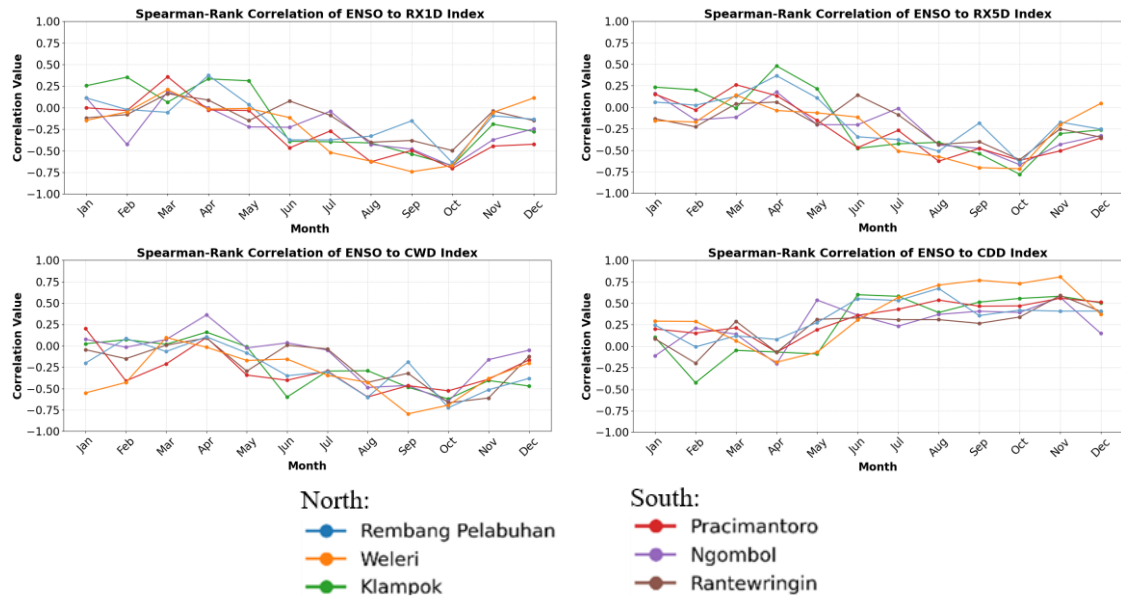 Spearman-Rank Correlation of ENSO to RX1D Index
Correlation Value
1.00
0.75
0.50
0.25
0.00
−0.25
−0.50
−0.75
−1.00
Jan Feb Mar Apr May Jun Jul Aug Sep Oct Nov Dec
Month
Spearman-Rank Correlation of ENSO to RX5D Index
Correlation Value
1.00
0.75
0.50
0.25
0.00
−0.25
−0.50
−0.75
−1.00
Jan Feb Mar Apr May Jun Jul Aug Sep Oct Nov Dec
Month
Spearman-Rank Correlation of ENSO to CWD Index
Correlation Value
1.00
0.75
0.50
0.25
0.00
−0.25
−0.50
−0.75
−1.00
Jan Feb Mar Apr May Jun Jul Aug Sep Oct Nov Dec
Month
Spearman-Rank Correlation of ENSO to CDD Index
Correlation Value
1.00
0.75
0.50
0.25
0.00
−0.25
−0.50
−0.75
−1.00
Jan Feb Mar Apr May Jun Jul Aug Sep Oct Nov Dec
Month
North:
Rembang Pelabuhan
Weleri
Klampok
South:
Pracimantoro
Ngombol
Rantewringin